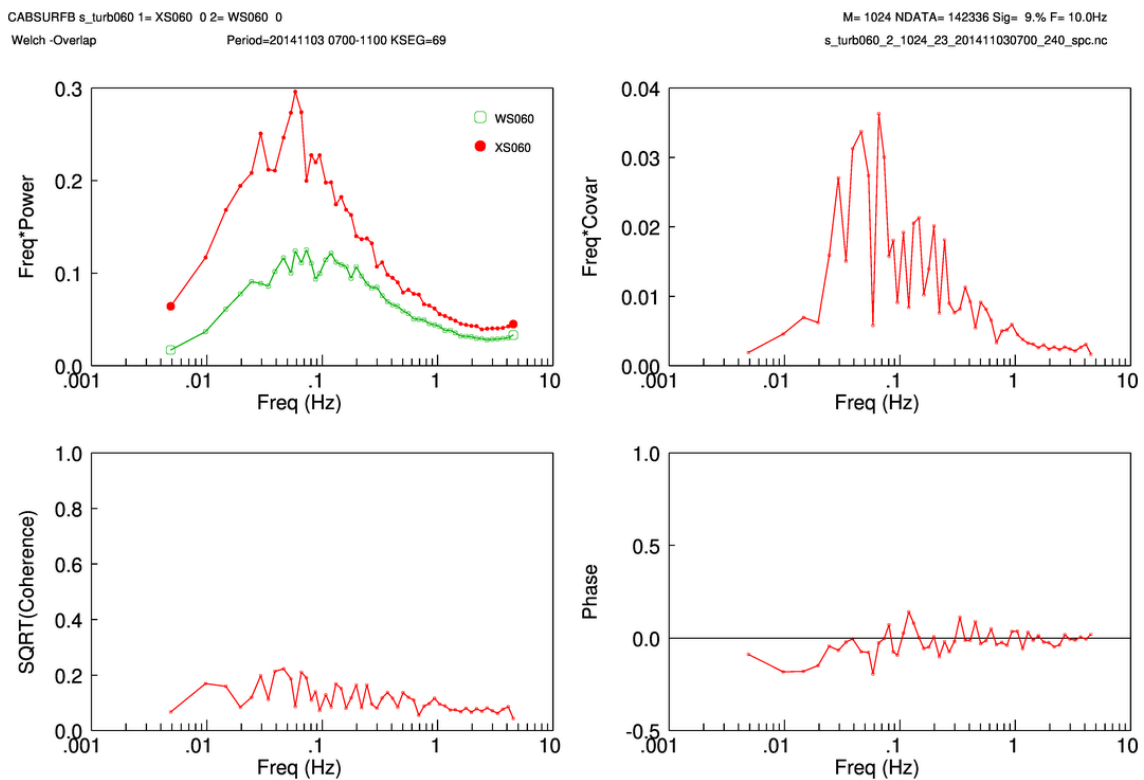 CABSURFB s_turb060 1= XS060 0 2= WS060 0
M= 1024 NDATA= 142336 Sig= 9.% F= 10.0Hz
Welch -Overlap
Period=20141103 0700-1100 KSEG=69
s_turb060_2_1024_23_201411030700_240_spc.nc
0.3
0.2
0.1
0.0
Freq*Power
WS060
XS060
.001
.01
.1
1
10
Freq (Hz)
0.04
0.03
0.02
0.01
0.00
Freq*Covar
.001
.01
.1
1
10
Freq (Hz)
1.0
0.8
0.6
0.4
0.2
0.0
SQRT(Coherence)
.001
.01
.1
1
10
Freq (Hz)
1.0
0.5
0.0
-0.5
Phase
.001
.01
.1
1
10
Freq (Hz)